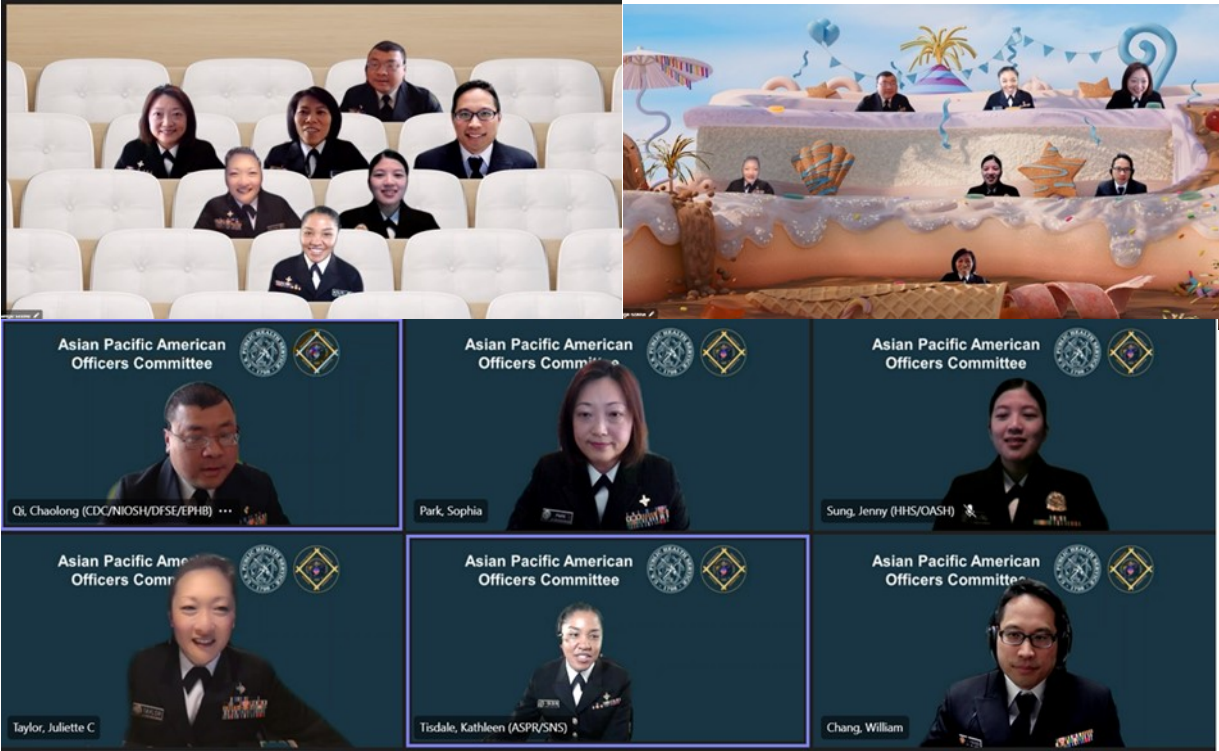 Asian Pacific American
Officers Committee
Qi, Chaolong (CDC/NIOSH/DFSE/EPHB) ···
Asian Pacific American
Officers Comm
Park, Sophia
Asian Pacific American
Officers Committee
Sung, Jenny (HHS/OASH)
Asian Pacific Ame
Officers Com
Taylor, Juliette C
Asian Pacific American
Officers Committee
Tisdale, Kathleen (ASPR/SNS)
Asian Pacific American
Officers Committee
Chang, William